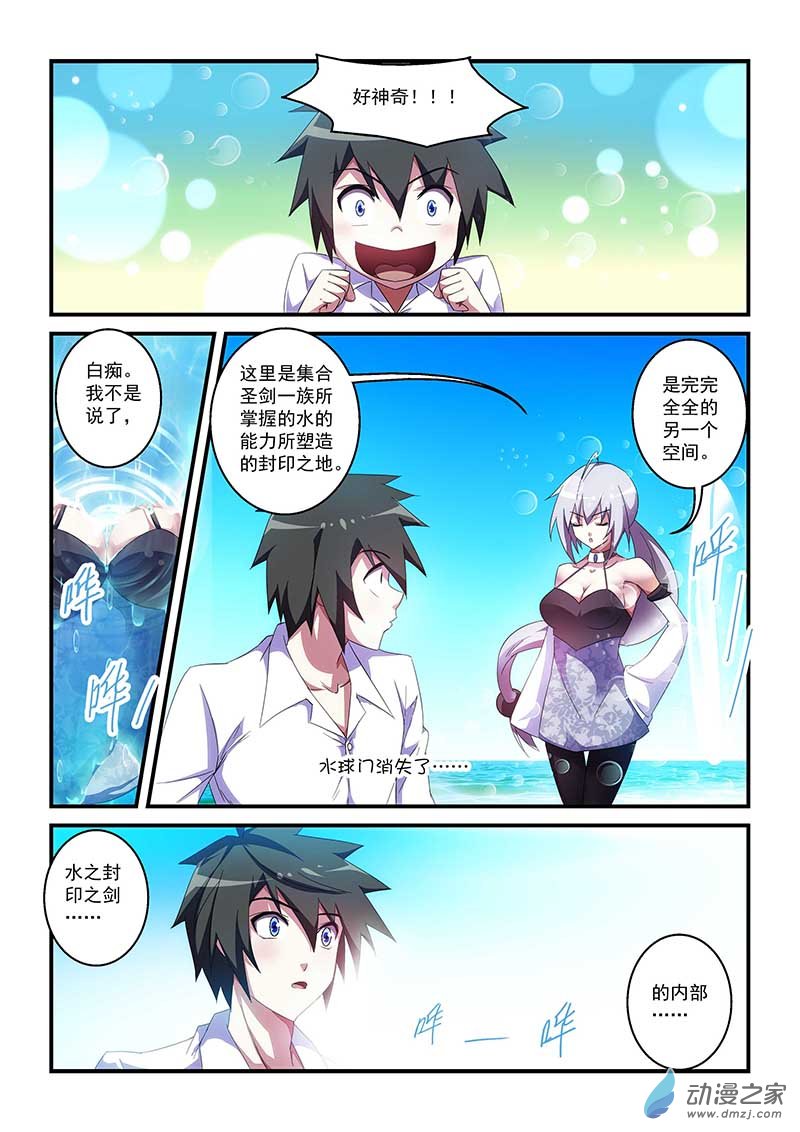 好神奇！！！
白痴。
我不是
说了，
这里是集合
圣剑一族所
掌握的水的
能力所塑造
的封印之地。
是完完
全全的
另一个
空间。
哗
哗
哗
水球门消失了……
水之封
印之剑
……
的内部
……
哗 — 哗
动漫之家
www.dmzj.com